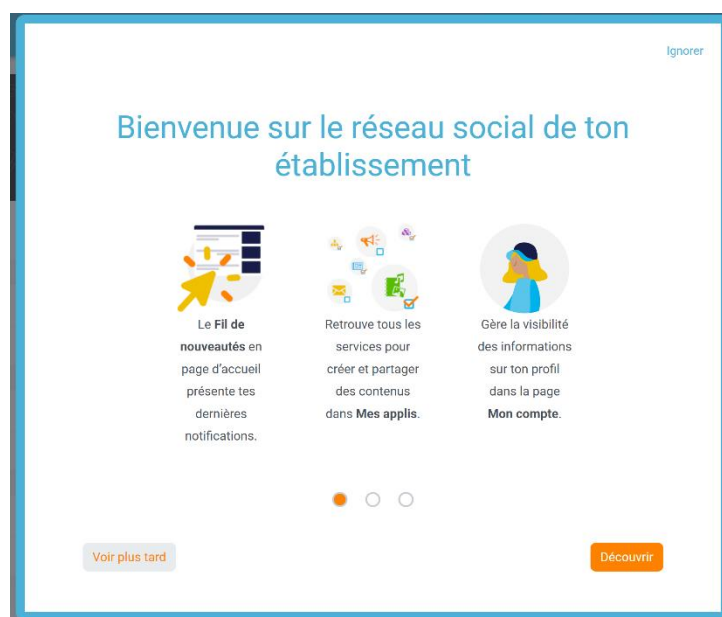 Ignorer
Bienvenue sur le réseau social de ton
établissement
Le Fil de
nouveautés en
page d'accueil
présente tes
dernières
notifications.
Retrouve tous les
services pour
créer et partager
des contenus
dans Mes applis.
Gère la visibilité
des informations
sur ton profil
dans la page
Mon compte.
Voir plus tard
Découvrir